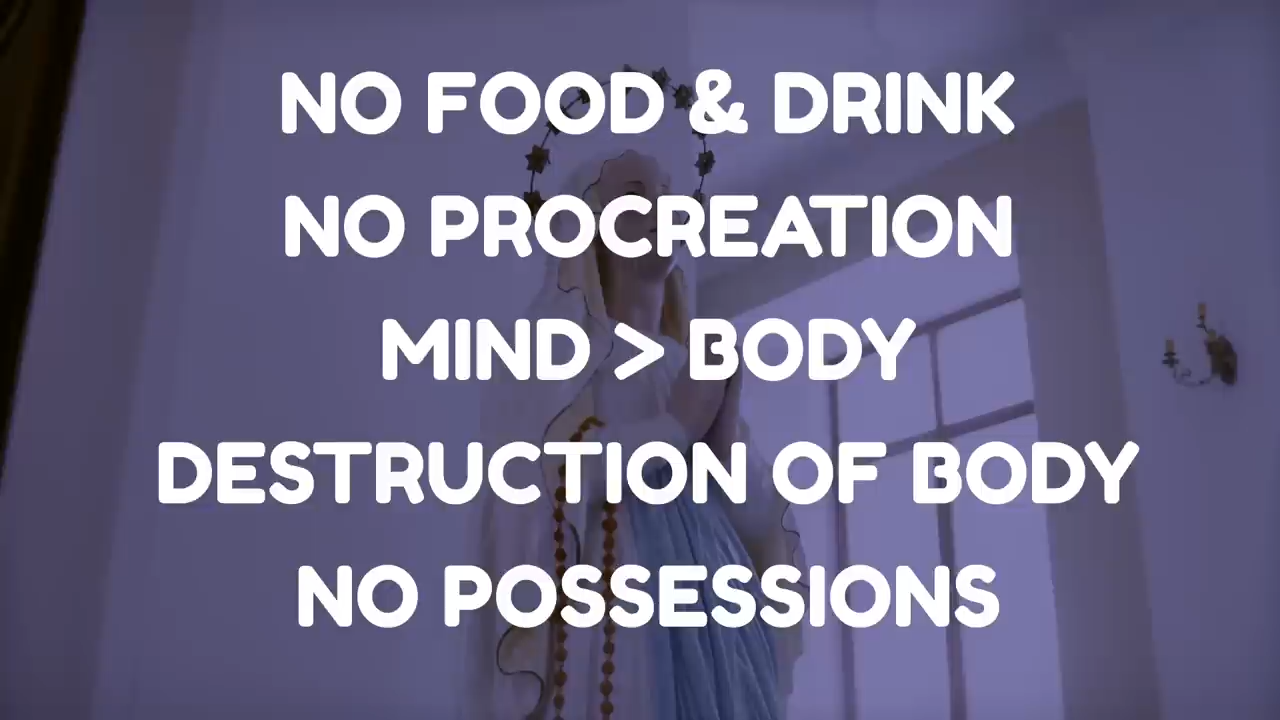 NO FOOD & DRINK
NO PROCREATION
MIND > BODY
DESTRUCTION OF BODY
NO POSSESSIONS